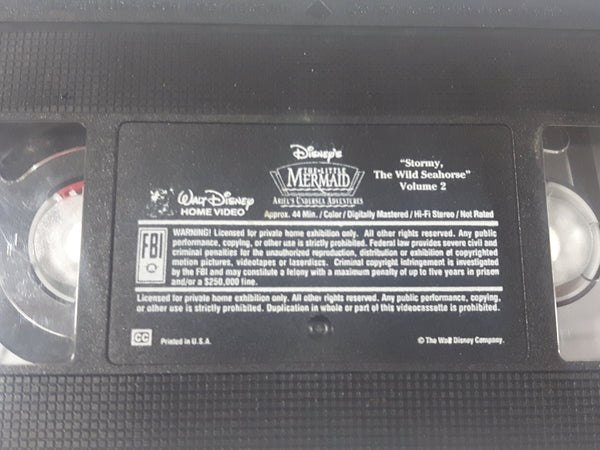 Disney's
THE LITTLE
MERMAID
ARIEL'S UNDERSEA ADVENTURES
"Stormy,
The Wild Seahorse"
Volume 2
Walt Disney
HOME VIDEO
Approx. 44 Min. / Color / Digitally Mastered / Hi-Fi Stereo / Not Rated
FBI
WARNING! Licensed for private home exhibition only. All other rights reserved. Any public
performance, copying, or other use is strictly prohibited. Federal law provides severe civil and
criminal penalties for the unauthorized reproduction, distribution or exhibition of copyrighted
motion pictures, videotapes or laserdiscs. Criminal copyright infringement is investigated
by the FBI and may constitute a felony with a maximum penalty of up to five years in prison
and/or a $250,000 fine.
Licensed for private home exhibition only. All other rights reserved. Any public performance, copying,
or other use is strictly prohibited. Duplication in whole or part of this videocassette is prohibited.
CC
Printed in U.S.A.
© The Walt Disney Company.